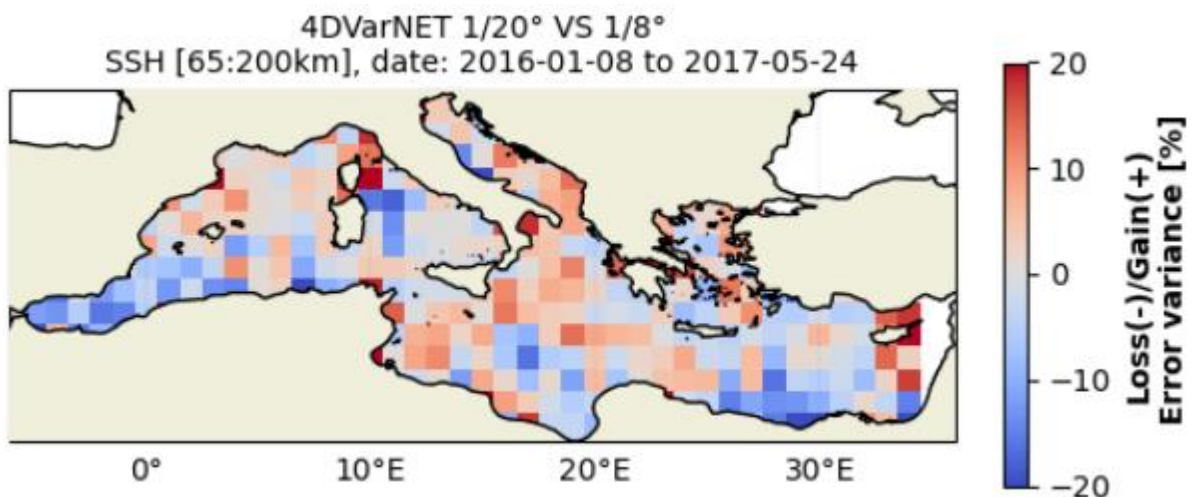 4DVarNET 1/20° VS 1/8°
SSH [65:200km], date: 2016-01-08 to 2017-05-24
20
10
0
−10
−20
Loss(-)/Gain(+)
Error variance [%]
0°
10°E
20°E
30°E